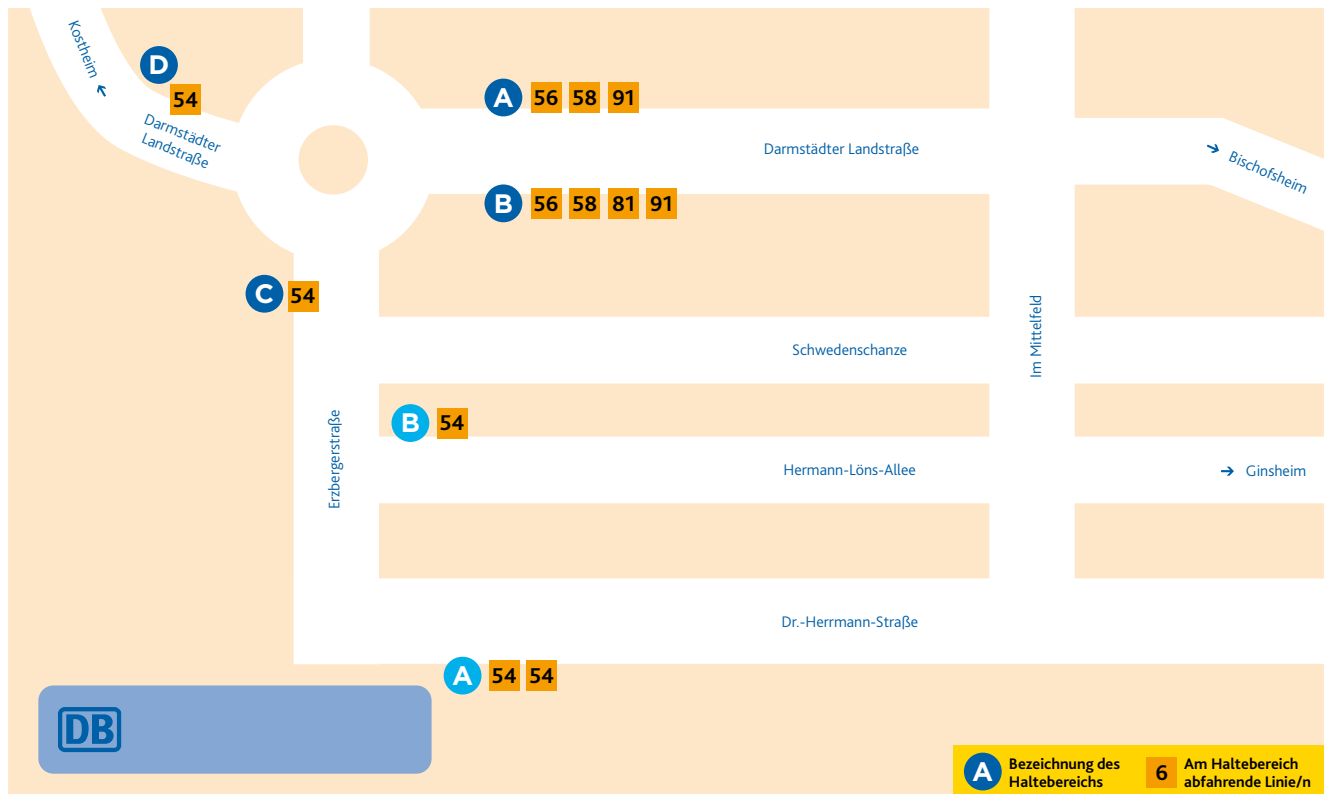 Kostheim
D
54
Darmstädter
Landstraße
A 56 58 91
Darmstädter Landstraße
Bischofsheim
B 56 58 81 91
C 54
Schwedenschanze
Im Mittelfeld
B 54
Erzbergerstraße
Hermann-Löns-Allee
→ Ginsheim
Dr.-Herrmann-Straße
A 54 54
DB
A
Bezeichnung des
Haltebereichs
6
Am Haltebereich
abfahrende Linie/n